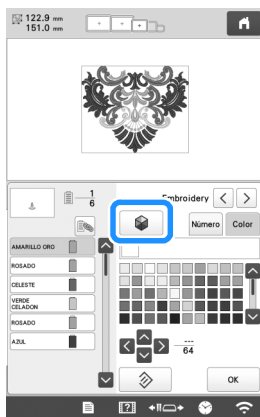 122.9 mm
151.0 mm
1
6
Embroidery
Número
Color
AMARILLO ORO
ROSADO
CELESTE
VERDE
CELADON
ROSADO
AZUL
---
64
OK